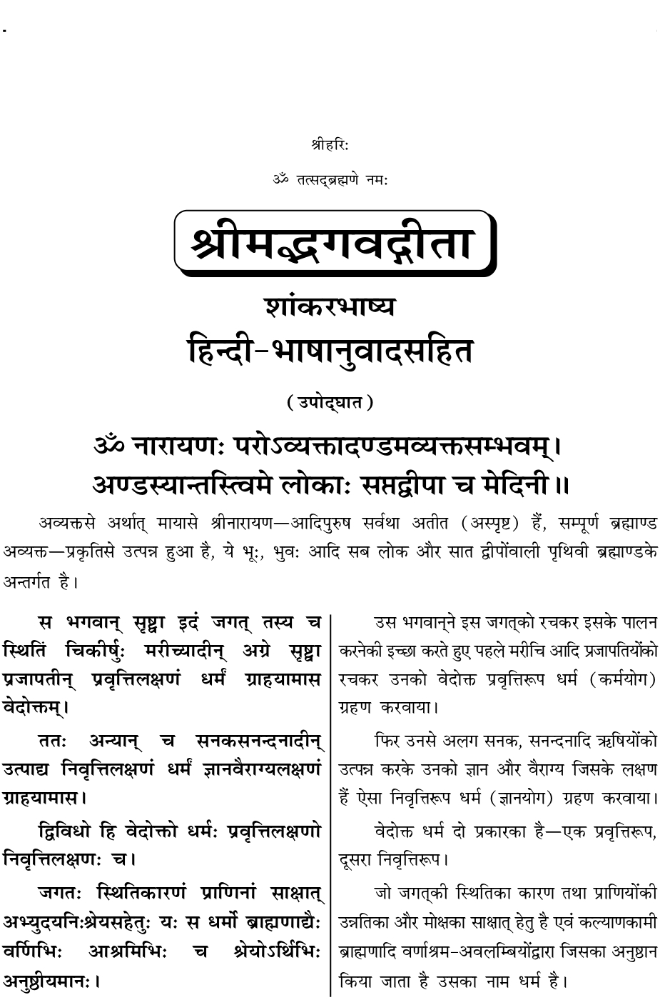 श्रीहरिः
ॐ तत्सद्ब्रह्मणे नमः
श्रीमद्भगवद्गीता
शांकरभाष्य
हिन्दी-भाषानुवादसहित
(उपोद्घात)
ॐ नारायणः परोऽव्यक्तादण्डमव्यक्तसम्भवम्।
अण्डस्यान्तस्त्विमे लोकाः सप्तद्वीपा च मेदिनी॥
अव्यक्तसे अर्थात् मायासे श्रीनारायण—आदिपुरुष सर्वथा अतीत (अस्पृष्ट) हैं, सम्पूर्ण ब्रह्माण्ड
अव्यक्त—प्रकृतिसे उत्पन्न हुआ है, ये भूः, भुवः आदि सब लोक और सात द्वीपोंवाली पृथिवी ब्रह्माण्डके
अन्तर्गत है।
स भगवान् सृष्ट्वा इदं जगत् तस्य च
स्थितिं चिकीर्षुः मरीच्यादीन् अग्रे सृष्ट्वा
प्रजापतीन् प्रवृत्तिलक्षणं धर्मं ग्राहयामास
वेदोक्तम्।
ततः अन्यान् च सनकसनन्दनादीन्
उत्पाद्य निवृत्तिलक्षणं धर्मं ज्ञानवैराग्यलक्षणं
ग्राहयामास।
द्विविधो हि वेदोक्तो धर्मः प्रवृत्तिलक्षणो
निवृत्तिलक्षणः च।
जगतः स्थितिकारणं प्राणिनां साक्षात्
अभ्युदयनिःश्रेयसहेतुः यः स धर्मो ब्राह्मणाद्यैः
वर्णिभिः आश्रमिभिः च श्रेयोऽर्थिभिः
अनुष्ठीयमानः।
उस भगवान्‌ने इस जगत्‌को रचकर इसके पालन
करनेकी इच्छा करते हुए पहले मरीचि आदि प्रजापतियोंको
रचकर उनको वेदोक्त प्रवृत्तिरूप धर्म (कर्मयोग)
ग्रहण करवाया।
फिर उनसे अलग सनक, सनन्दनादि ऋषियोंको
उत्पन्न करके उनको ज्ञान और वैराग्य जिसके लक्षण
हैं ऐसा निवृत्तिरूप धर्म (ज्ञानयोग) ग्रहण करवाया।
वेदोक्त धर्म दो प्रकारका है—एक प्रवृत्तिरूप,
दूसरा निवृत्तिरूप।
जो जगत्‌की स्थितिका कारण तथा प्राणियोंकी
उन्नतिका और मोक्षका साक्षात् हेतु है एवं कल्याणकामी
ब्राह्मणादि वर्णाश्रम-अवलम्बियोंद्वारा जिसका अनुष्ठान
किया जाता है उसका नाम धर्म है।